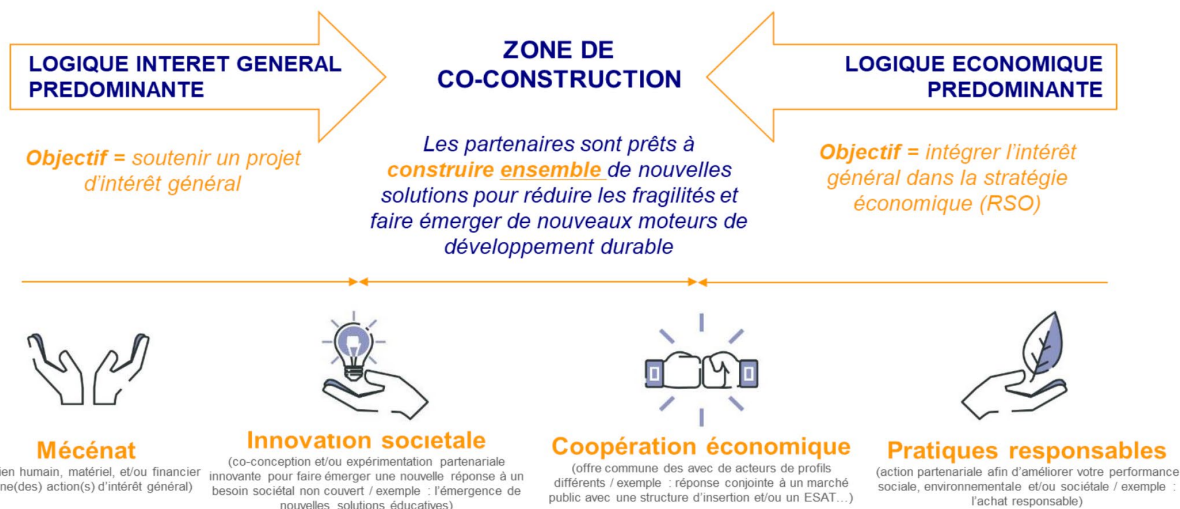 LOGIQUE INTERET GENERAL
PREDOMINANTE
ZONE DE
CO-CONSTRUCTION
LOGIQUE ECONOMIQUE
PREDOMINANTE
Objectif = soutenir un projet
d’intérêt général
Les partenaires sont prêts à
construire ensemble de nouvelles
solutions pour réduire les fragilités et
faire émerger de nouveaux moteurs de
développement durable
Objectif = intégrer l’intérêt
général dans la stratégie
économique (RSO)
Mécénat
humain, matériel, et/ou financier
action(s) d’intérêt général)
Innovation societale
(co-conception et/ou expérimentation partenariale
innovante pour faire émerger une nouvelle réponse à un
besoin sociétal non couvert / exemple : l’émergence de
nouvelles solutions éducatives)
Coopération économique
(offre commune des avec de acteurs de profils
différents / exemple : réponse conjointe à un marché
public avec une structure d’insertion et/ou un ESAT…)
Pratiques responsables
(action partenariale afin d’améliorer votre performance
sociale, environnementale et/ou sociétale / exemple :
l’achat responsable)